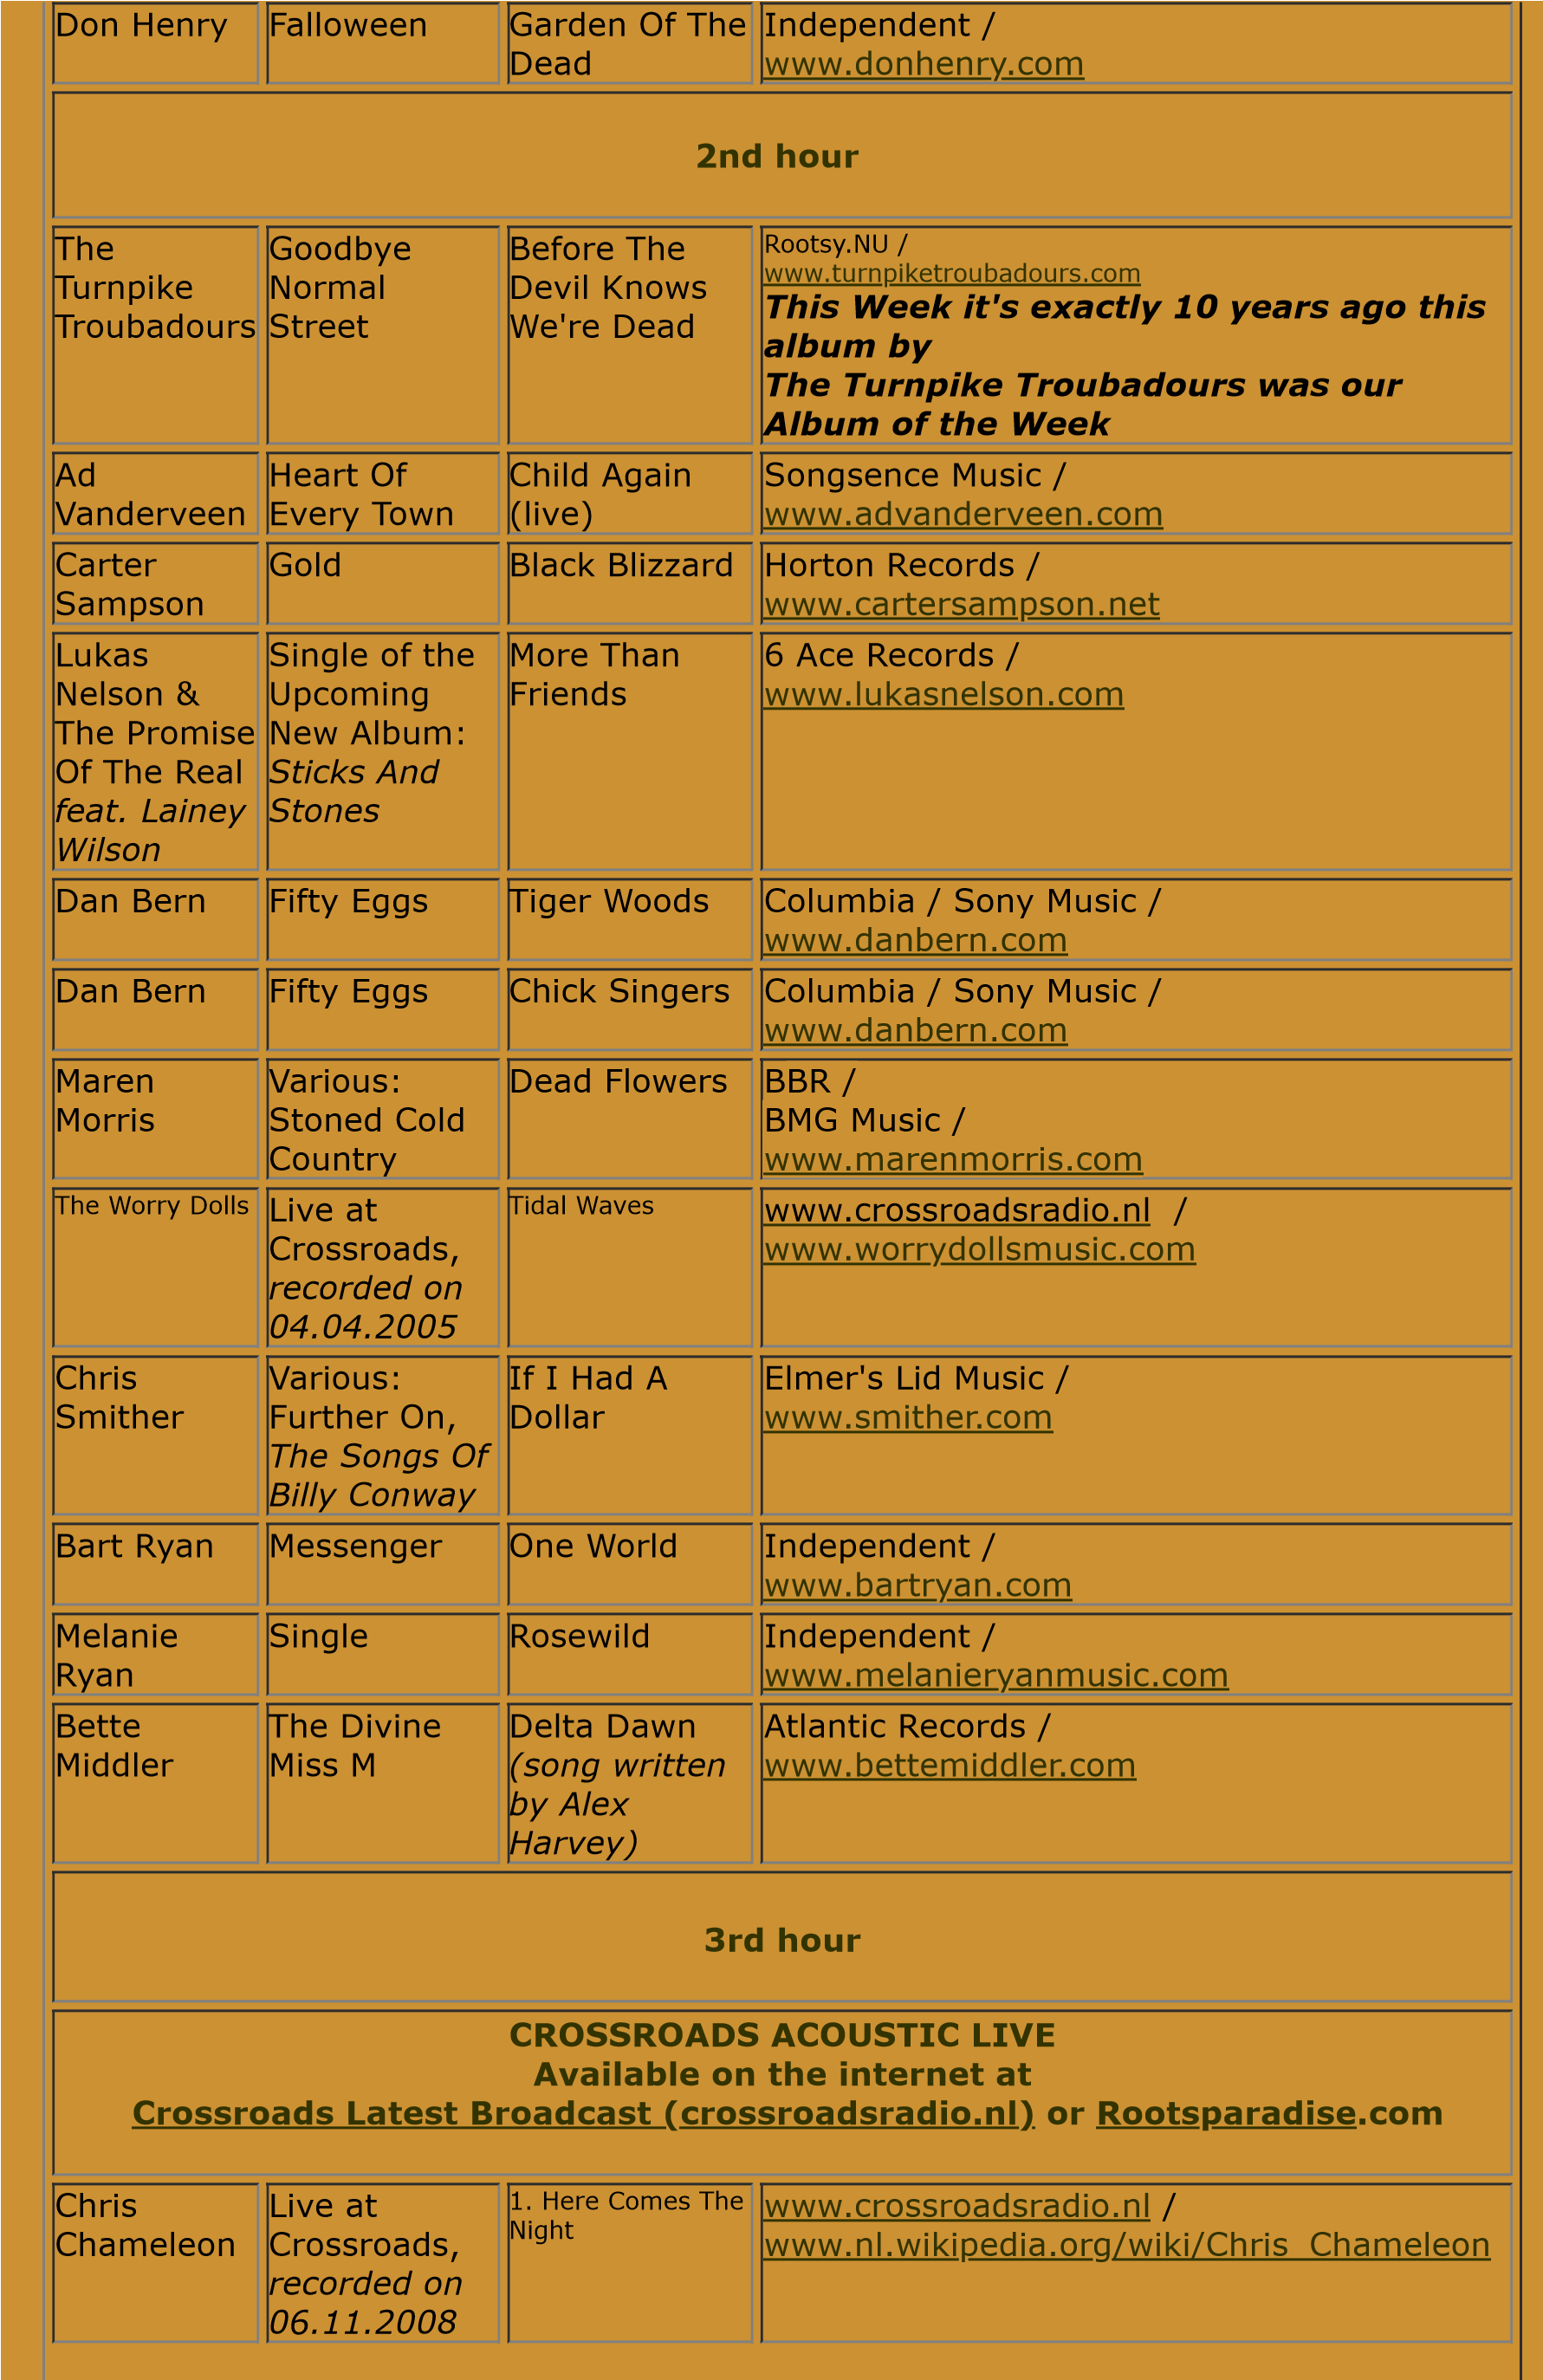 Don Henry
Falloween
Garden Of The
Dead
Independent /
www.donhenry.com
2nd hour
The
Turnpike
Troubadours
Goodbye
Normal
Street
Before The
Devil Knows
We're Dead
Rootsy.NU /
www.turnpiketroubadours.com
This Week it's exactly 10 years ago this
album by
The Turnpike Troubadours was our
Album of the Week
Ad
Vanderveen
Heart Of
Every Town
Child Again
(live)
Songsence Music /
www.advanderveen.com
Carter
Sampson
Gold
Black Blizzard
Horton Records /
www.cartersampson.net
Lukas
Nelson &
The Promise
Of The Real
feat. Lainey
Wilson
Single of the
Upcoming
New Album:
Sticks And
Stones
More Than
Friends
6 Ace Records /
www.lukasnelson.com
Dan Bern
Fifty Eggs
Tiger Woods
Columbia / Sony Music /
www.danbern.com
Dan Bern
Fifty Eggs
Chick Singers
Columbia / Sony Music /
www.danbern.com
Maren
Morris
Various:
Stoned Cold
Country
Dead Flowers
BBR /
BMG Music /
www.marenmorris.com
The Worry Dolls
Live at
Crossroads,
recorded on
04.04.2005
Tidal Waves
www.crossroadsradio.nl /
www.worrydollsmusic.com
Chris
Smither
Various:
Further On,
The Songs Of
Billy Conway
If I Had A
Dollar
Elmer's Lid Music /
www.smither.com
Bart Ryan
Messenger
One World
Independent /
www.bartryan.com
Melanie
Ryan
Single
Rosewild
Independent /
www.melanieryanmusic.com
Bette
Middler
The Divine
Miss M
Delta Dawn
(song written
by Alex
Harvey)
Atlantic Records /
www.bettemiddler.com
3rd hour
CROSSROADS ACOUSTIC LIVE
Available on the internet at
Crossroads Latest Broadcast (crossroadsradio.nl) or Rootsparadise.com
Chris
Chameleon
Live at
Crossroads,
recorded on
06.11.2008
1. Here Comes The
Night
www.crossroadsradio.nl /
www.nl.wikipedia.org/wiki/Chris_Chameleon